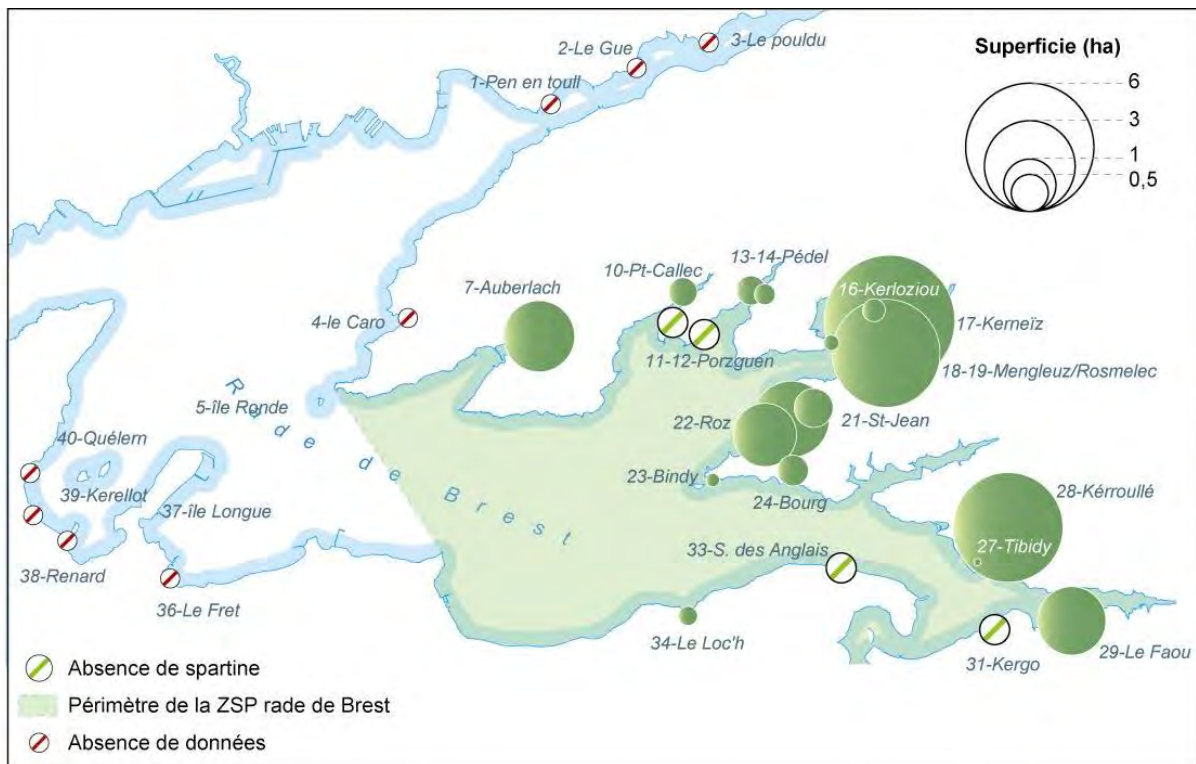 2-Le Gue
3-Le pouldu
1-Pen en toull
Superficie (ha)
6
3
1
0,5
10-Pt-Callec
13-14-Pédel
7-Auberlach
16-Kerloziou
4-le Caro
17-Kerneïz
11-12-Porzguen
18-19-Mengleuz/Rosmelec
5-île Ronde
Rade de Brest
40-Quélern
22-Roz
21-St-Jean
39-Kerellot
23-Bindy
37-île Longue
24-Bourg
28-Kérroullé
33-S. des Anglais
27-Tibidy
38-Renard
36-Le Fret
34-Le Loc'h
31-Kergo
29-Le Faou
Absence de spartine
Périmètre de la ZSP rade de Brest
Absence de données